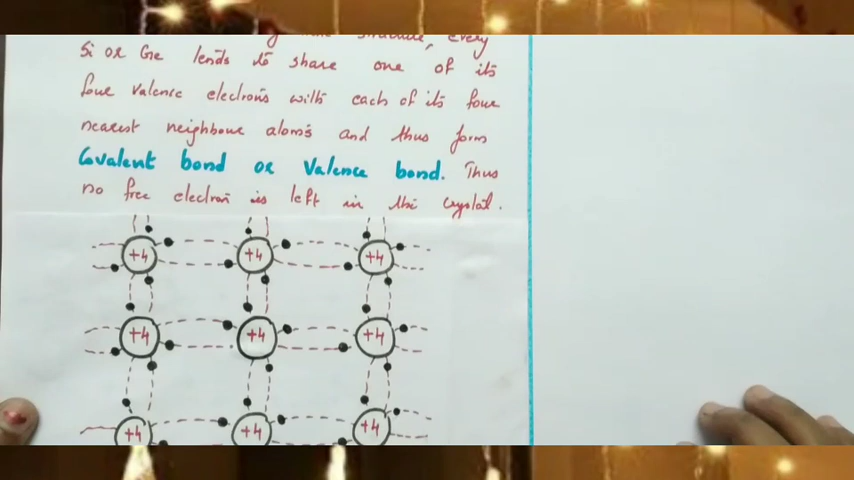 structure, every
Si or Ge tends to share one of its
four valence electrons with each of its four
nearest neighbour atoms and thus form
Covalent bond or Valence bond. Thus
no free electron is left in the crystal.
+4 +4 +4
+4 +4 +4
+4 +4 +4